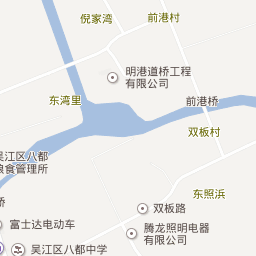 倪家湾
前港村
明港道桥工程
有限公司
东湾里
前港桥
双板村
吴江区八都
粮食管理所
东照浜
桥
双板路
富士达电动车
腾龙照明电器
有限公司
吴江区八都中学